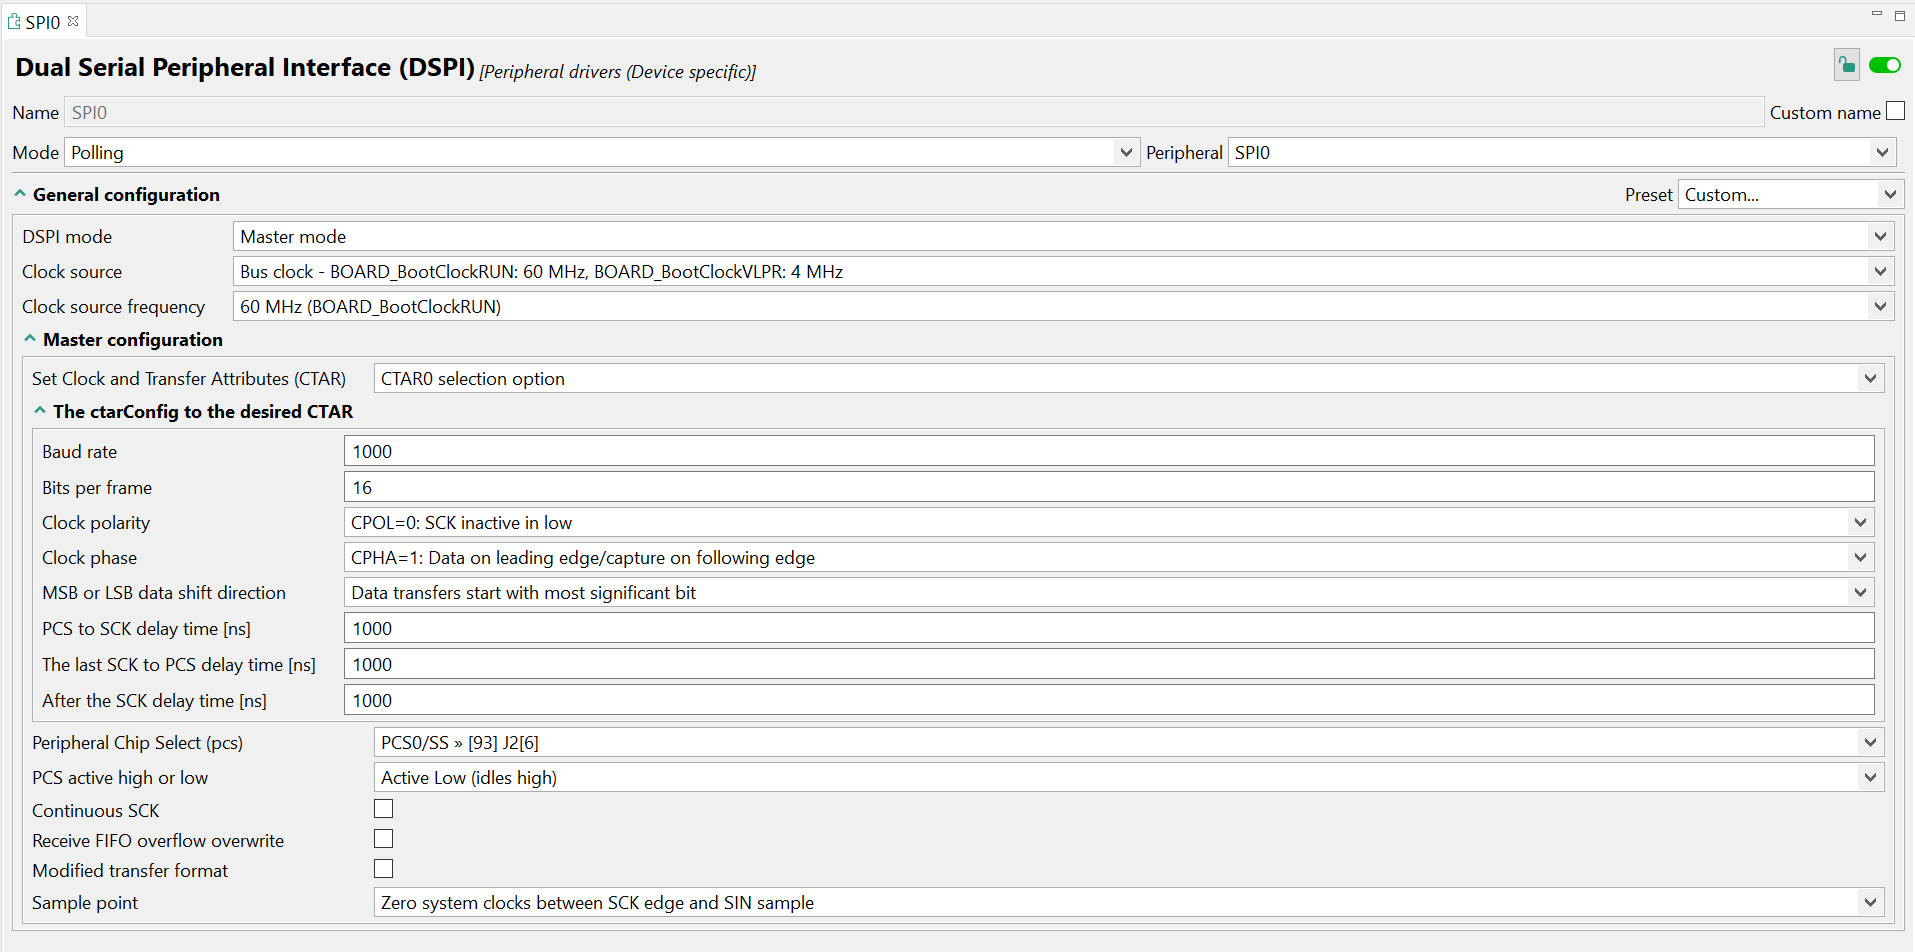 SPI0
Dual Serial Peripheral Interface (DSPI) [Peripheral drivers (Device specific)]
Name SPI0 Custom name
Mode Polling Peripheral SPI0
General configuration Preset Custom...
DSPI mode Master mode
Clock source Bus clock - BOARD_BootClockRUN: 60 MHz, BOARD_BootClockVLPR: 4 MHz
Clock source frequency 60 MHz (BOARD_BootClockRUN)
Master configuration
Set Clock and Transfer Attributes (CTAR) CTAR0 selection option
The ctarConfig to the desired CTAR
Baud rate 1000
Bits per frame 16
Clock polarity CPOL=0: SCK inactive in low
Clock phase CPHA=1: Data on leading edge/capture on following edge
MSB or LSB data shift direction Data transfers start with most significant bit
PCS to SCK delay time [ns] 1000
The last SCK to PCS delay time [ns] 1000
After the SCK delay time [ns] 1000
Peripheral Chip Select (pcs) PCS0/SS » [93] J2[6]
PCS active high or low Active Low (idles high)
Continuous SCK
Receive FIFO overflow overwrite
Modified transfer format
Sample point Zero system clocks between SCK edge and SIN sample